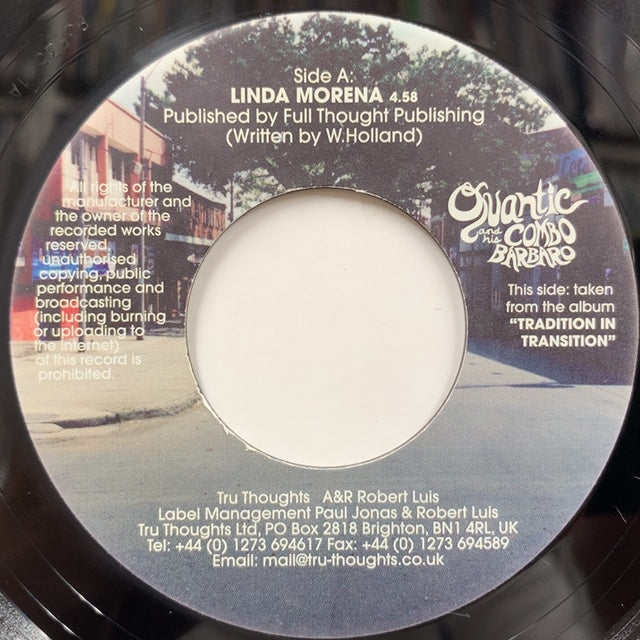 Side A:
LINDA MORENA 4.58
Published by Full Thought Publishing
(Written by W.Holland)
All rights of the
manufacturer and
the owner of the
recorded works
reserved,
unauthorised
copying, public
performance and
broadcasting
(including burning
or uploading to
the internet)
of this record is
prohibited.
Quantic
and his
COMBO
BARBARO
This side: taken
from the album
"TRADITION IN
TRANSITION"
Tru Thoughts A&R Robert Luis
Label Management Paul Jonas & Robert Luis
Tru Thoughts Ltd, PO Box 2818 Brighton, BN1 4RL, UK
Tel: +44 (0) 1273 694617 Fax: +44 (0) 1273 694589
Email: mail@tru-thoughts.co.uk